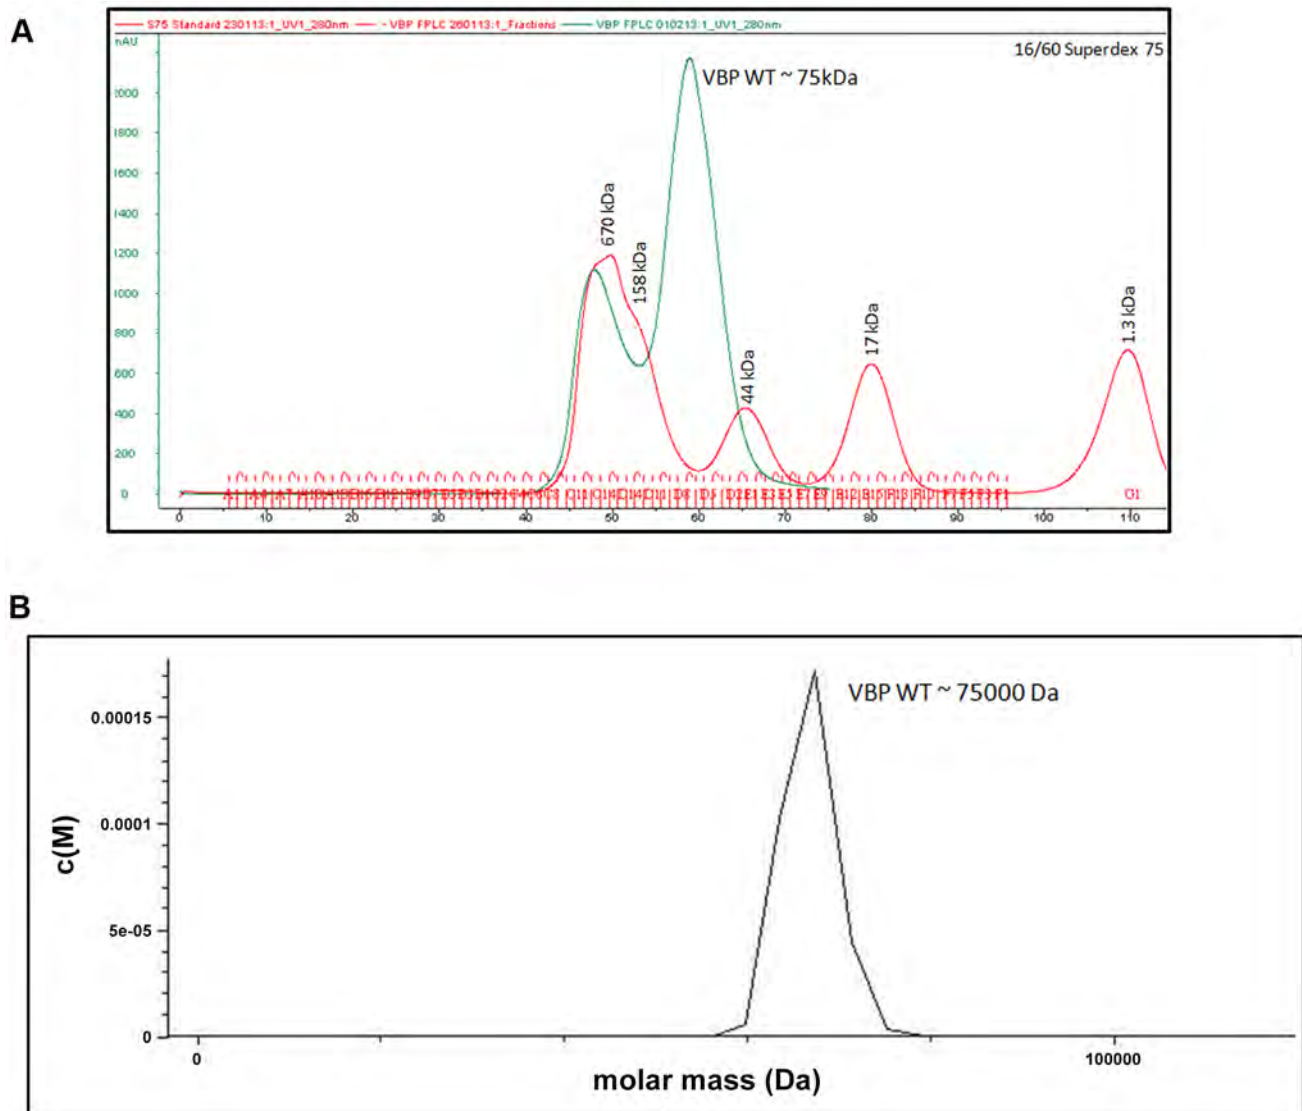 A
S75 Standard 230113:1_UV1_280nm VBP FPLC 260113:1_Fractions VBP FPLC 010213:1_UV1_280nm
16/60 Superdex 75
VBP WT ~ 75kDa
670 kDa
158 kDa
44 kDa
17 kDa
1.3 kDa
1800
1600
1400
1200
1000
800
600
400
200
0
0 10 20 30 40 50 60 70 80 90 100 110
B
VBP WT ~ 75000 Da
0.00015
0.0001
5e-05
0
c(M)
0 100000
molar mass (Da)